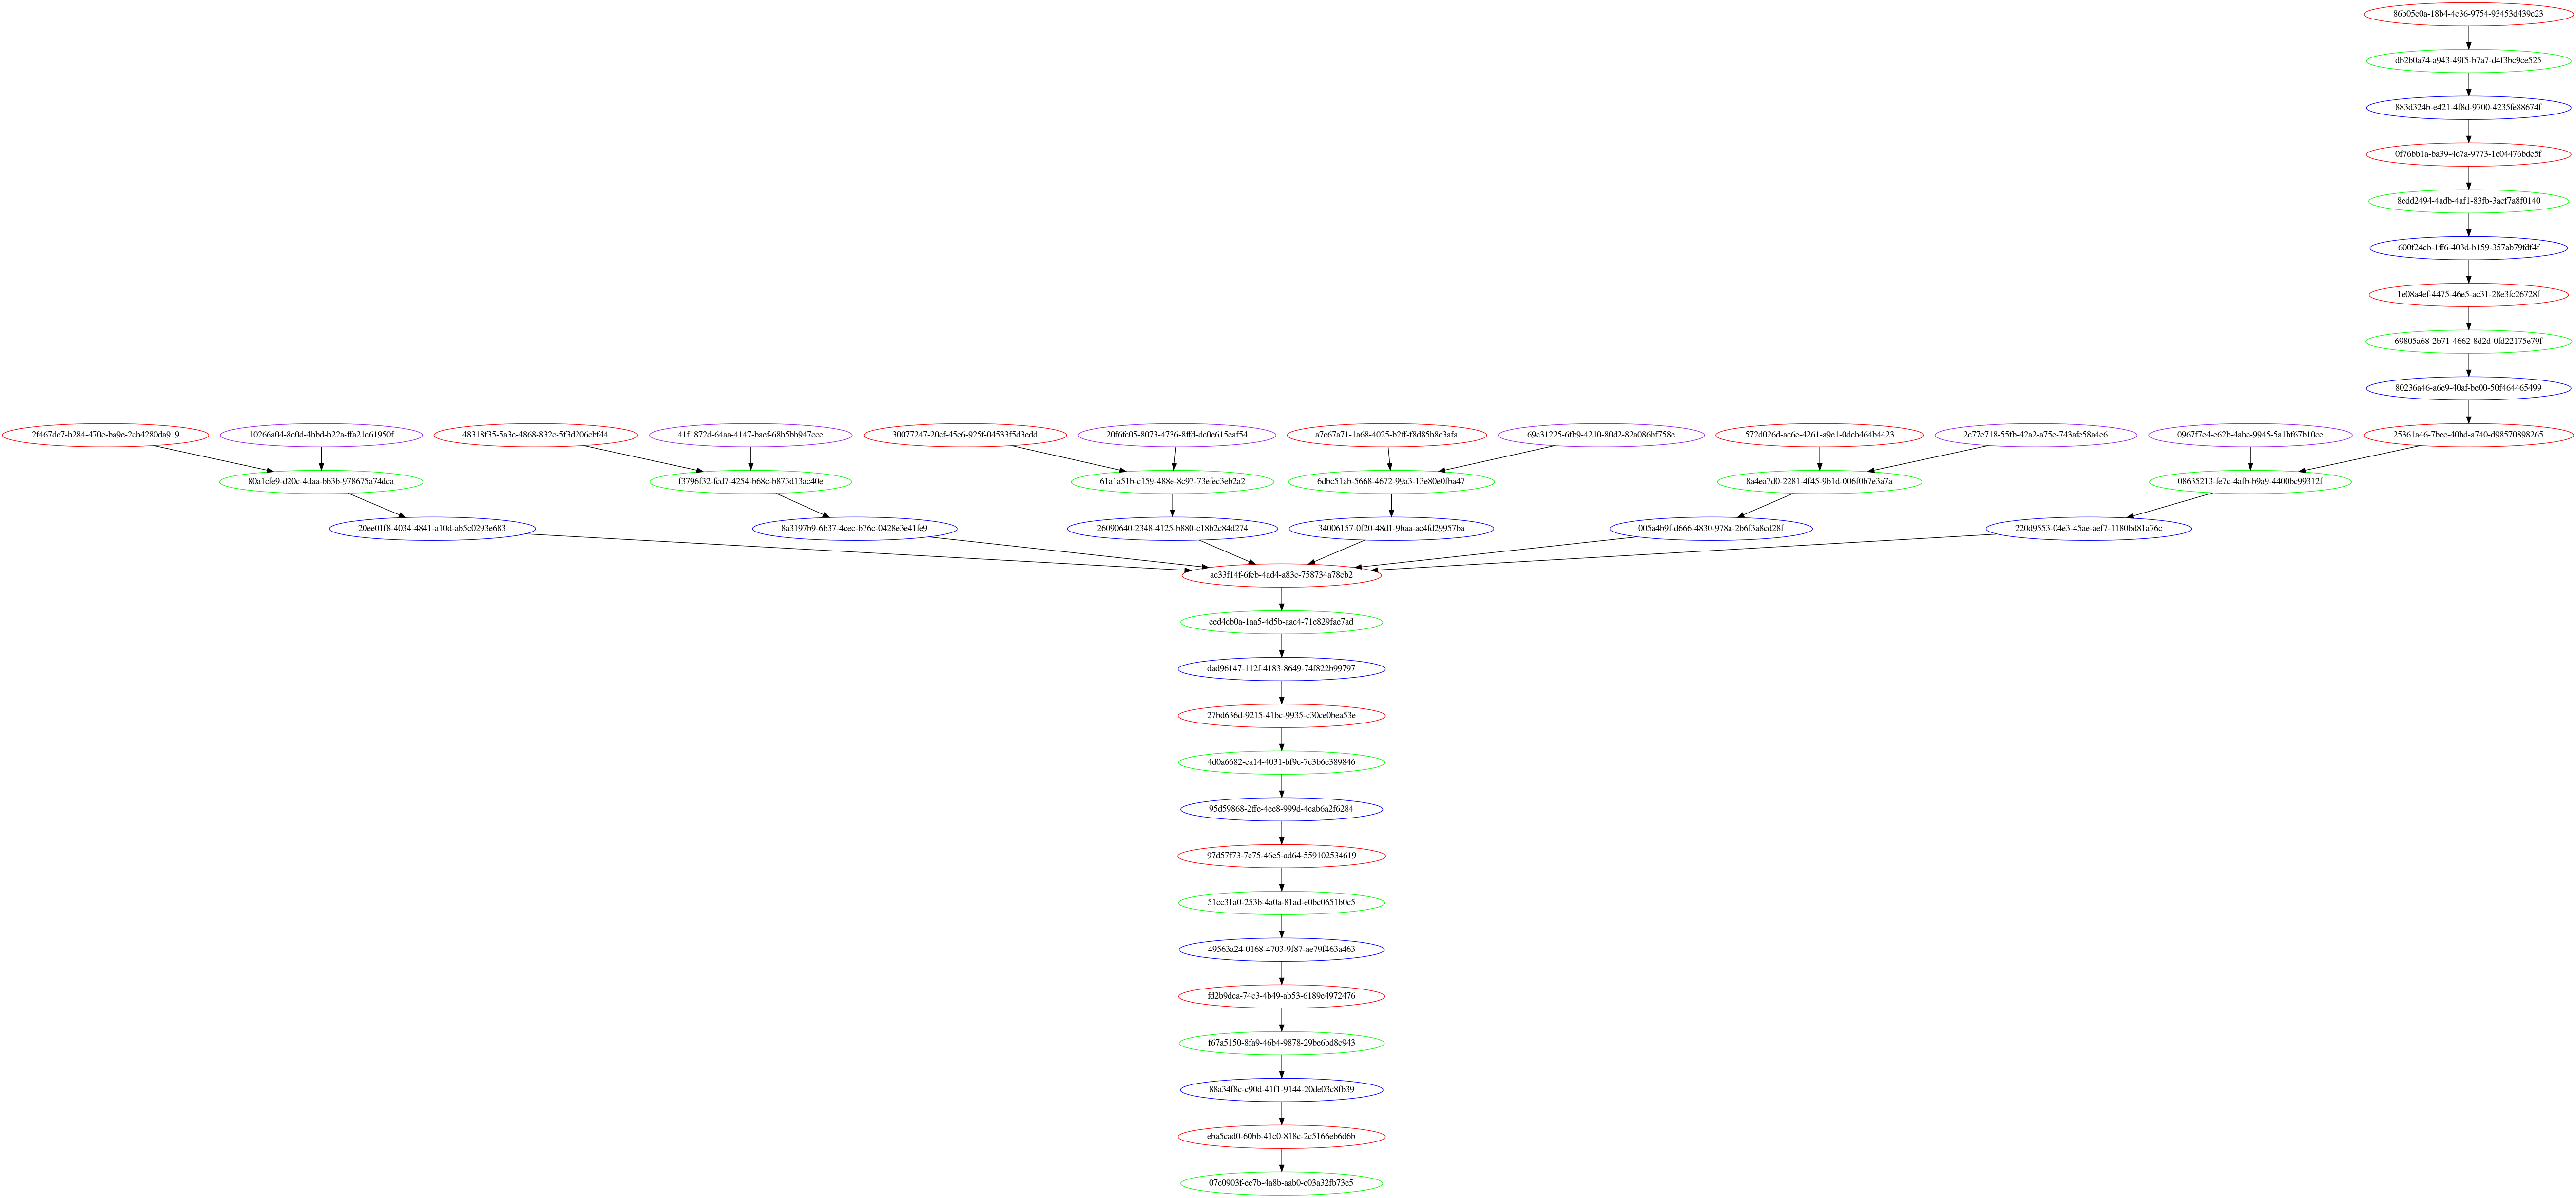 86b05c0a-18b4-4c36-9754-93453d439c23
db2b0a74-a943-49f5-b7a7-d4f3bc9ce525
883d324b-e421-4f8d-9700-4235fe88674f
0f76bb1a-ba39-4c7a-9773-1e04476bde5f
8edd2494-4adb-4af1-83fb-3acf7a8f0140
600f24cb-1ff6-403d-b159-357ab79fdf4f
1e08a4ef-4475-46e5-ac31-28e3fc26728f
69805a68-2b71-4662-8d2d-0fd22175e79f
80236a46-a6e9-40af-be00-50f464465499
2f467dc7-b284-470e-ba9e-2cb4280da919
10266a04-8c0d-4bbd-b22a-ffa21c61950f
48318f35-5a3c-4868-832c-5f3d206cbf44
41f1872d-64aa-4147-baef-68b5bb947cce
30077247-20ef-45e6-925f-04533f5d3edd
20f6fc05-8073-4736-8ffd-dc0e615eaf54
a7c67a71-1a68-4025-b2ff-f8d85b8c3afa
69c31225-6fb9-4210-80d2-82a086bf758e
572d026d-ac6e-4261-a9e1-0dcb464b4423
2c77e718-55fb-42a2-a75e-743afe58a4e6
0967f7e4-e62b-4abe-9945-5a1bf67b10ce
25361a46-7bec-40bd-a740-d98570898265
80a1cfe9-d20c-4daa-bb3b-978675a74dca
f3796f32-fcd7-4254-b68c-b873d13ac40e
61a1a51b-c159-488e-8c97-73efec3eb2a2
6dbc51ab-5668-4672-99a3-13e80e0fba47
8a4ea7d0-2281-4f45-9b1d-006f0b7e3a7a
08635213-fe7c-4afb-b9a9-4400bc99312f
20ee01f8-4034-4841-a10d-ab5c0293e683
8a3197b9-6b37-4cec-b76c-0428e3e41fe9
26090640-2348-4125-b880-c18b2c84d274
34006157-0f20-48d1-9baa-ac4fd29957ba
005a4b9f-d666-4830-978a-2b6f3a8cd28f
220d9553-04e3-45ae-aef7-1180bd81a76c
ac33f14f-6feb-4ad4-a83c-758734a78cb2
eed4cb0a-1aa5-4d5b-aac4-71e829fae7ad
dad96147-112f-4183-8649-74f822b99797
27bd636d-9215-41bc-9935-c30ce0bea53e
4d0a6682-ea14-4031-bf9c-7c3b6e389846
95d59868-2ffe-4ee8-999d-4cab6a2f6284
97d57f73-7c75-46e5-ad64-559102534619
51cc31a0-253b-4a0a-81ad-e0bc0651b0c5
49563a24-0168-4703-9f87-ae79f463a463
fd2b9dca-74c3-4b49-ab53-6189e4972476
f67a5150-8fa9-46b4-9878-29be6bd8c943
88a34f8c-c90d-41f1-9144-20de03c8fb39
eba5cad0-60bb-41c0-818c-2c5166eb6d6b
07c0903f-ee7b-4a8b-aab0-c03a32fb73e5